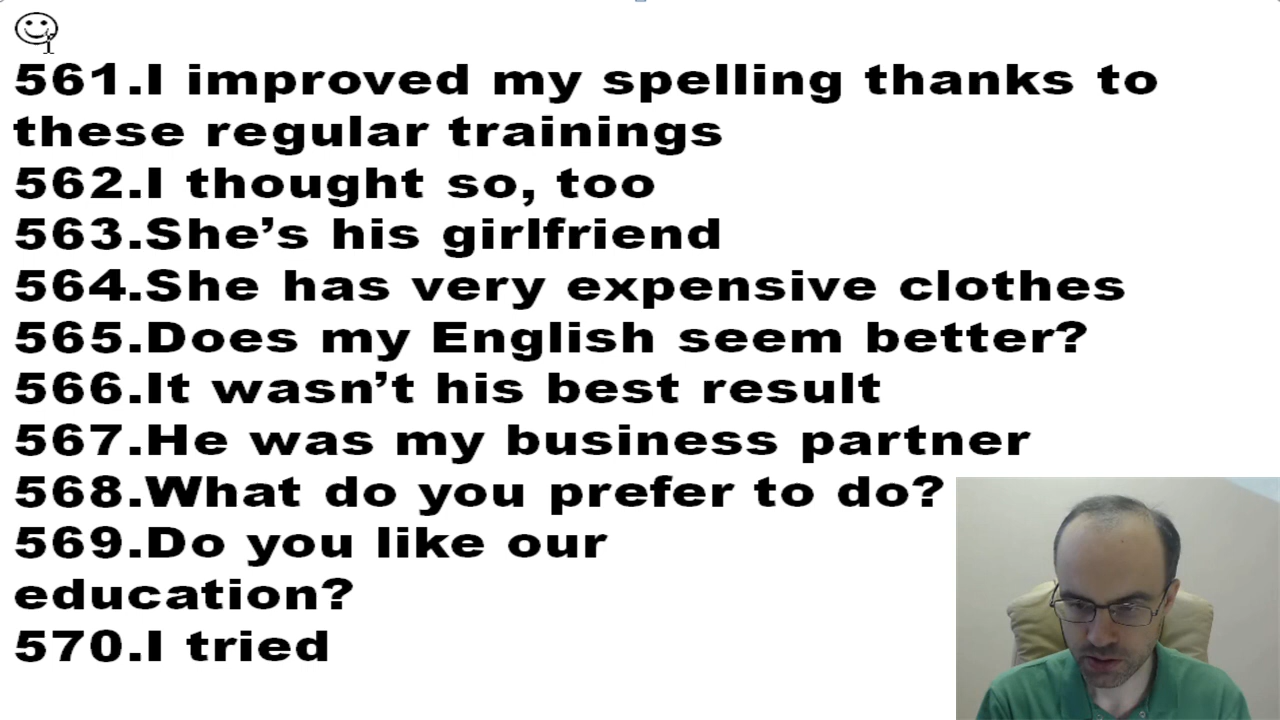 561.I improved my spelling thanks to
these regular trainings
562.I thought so, too
563.She’s his girlfriend
564.She has very expensive clothes
565.Does my English seem better?
566.It wasn’t his best result
567.He was my business partner
568.What do you prefer to do?
569.Do you like our
education?
570.I tried